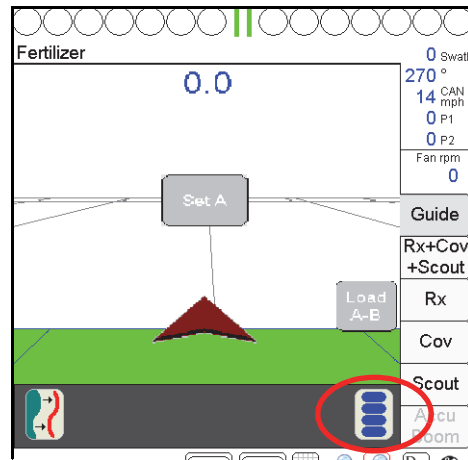 Fertilizer
0.0
0 Swath
270 °
14 CAN mph
0 P1
0 P2
Fan rpm
0
Set A
Guide
Rx+Cov
+Scout
Load
A-B
Rx
Cov
Scout
Accu
Boom